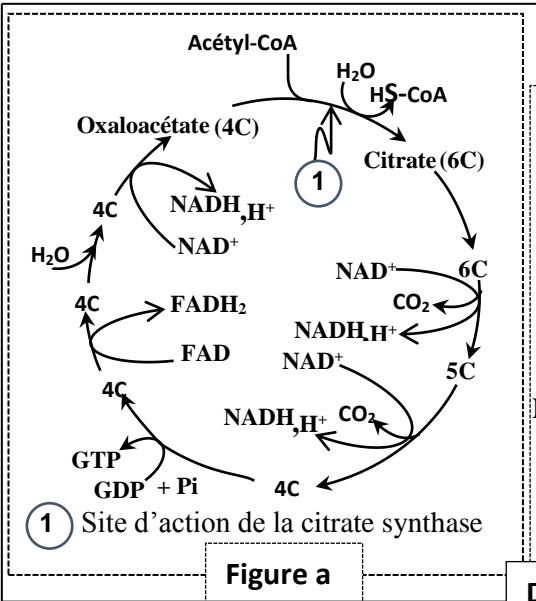 Acétyl-CoA
H₂O
HS-CoA
Oxaloacétate (4C)
Citrate (6C)
1
4C
NADH,H⁺
NAD⁺
H₂O
NAD⁺
6C
CO₂
4C
FADH₂
NADH,H⁺
FAD
NAD⁺
5C
4C
NADH,H⁺
CO₂
GTP
GDP + Pi
4C
1 Site d'action de la citrate synthase
Figure a